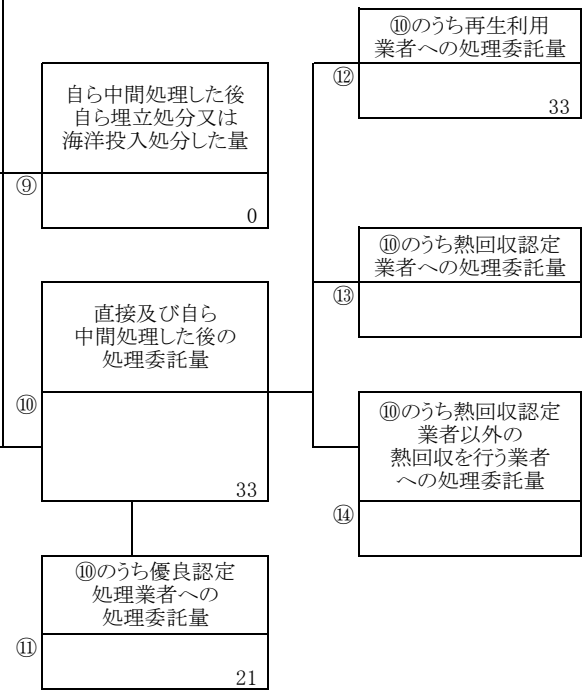 ⑩のうち再生利用
業者への処理委託量
⑫
33
自ら中間処理した後
自ら埋立処分又は
海洋投入処分した量
⑨
0
⑩のうち熱回収認定
業者への処理委託量
⑬
直接及び自ら
中間処理した後の
処理委託量
⑩
33
⑩のうち熱回収認定
業者以外の
熱回収を行う業者
への処理委託量
⑭
⑩のうち優良認定
処理業者への
処理委託量
⑪
21